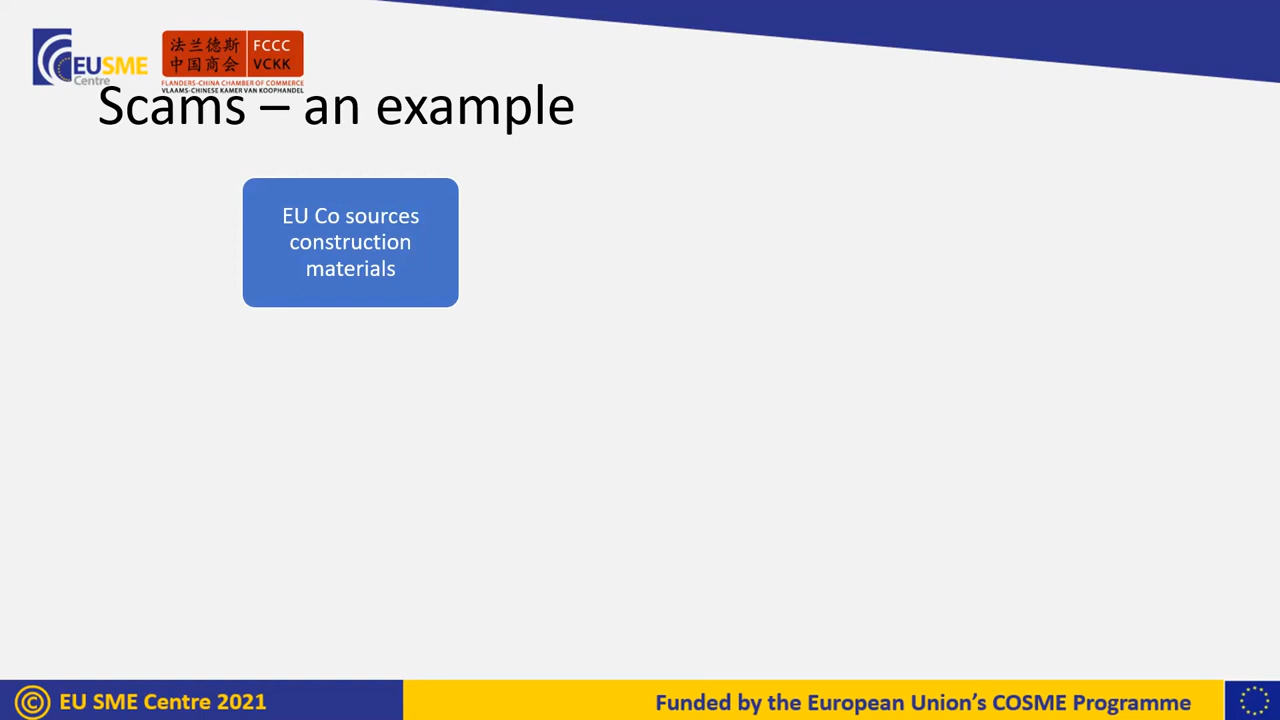 EUSME
Centre
法兰德斯
中国商会
FCCC
VCKK
FLANDERS-CHINA CHAMBER OF COMMERCE
VLAAMS-CHINESE KAMER VAN KOOPHANDEL
Scams – an example
EU Co sources
construction
materials
© EU SME Centre 2021
Funded by the European Union's COSME Programme